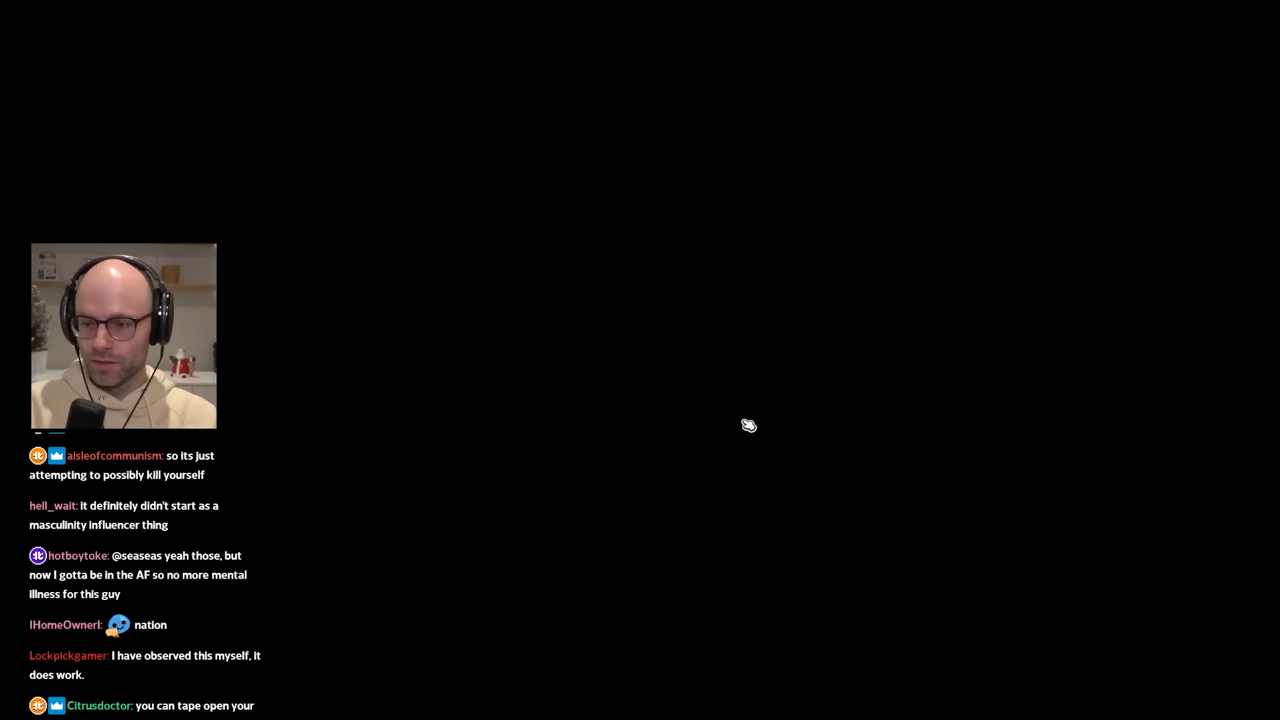 aisleofcommunism: so its just
attempting to possibly kill yourself
hell_wait: it definitely didn't start as a
masculinity influencer thing
hotboytoke: @seaseas yeah those, but
now I gotta be in the AF so no more mental
illness for this guy
IHomeOwnerI: nation
Lockpickgamer: I have observed this myself, it
does work.
Citrusdoctor: you can tape open your